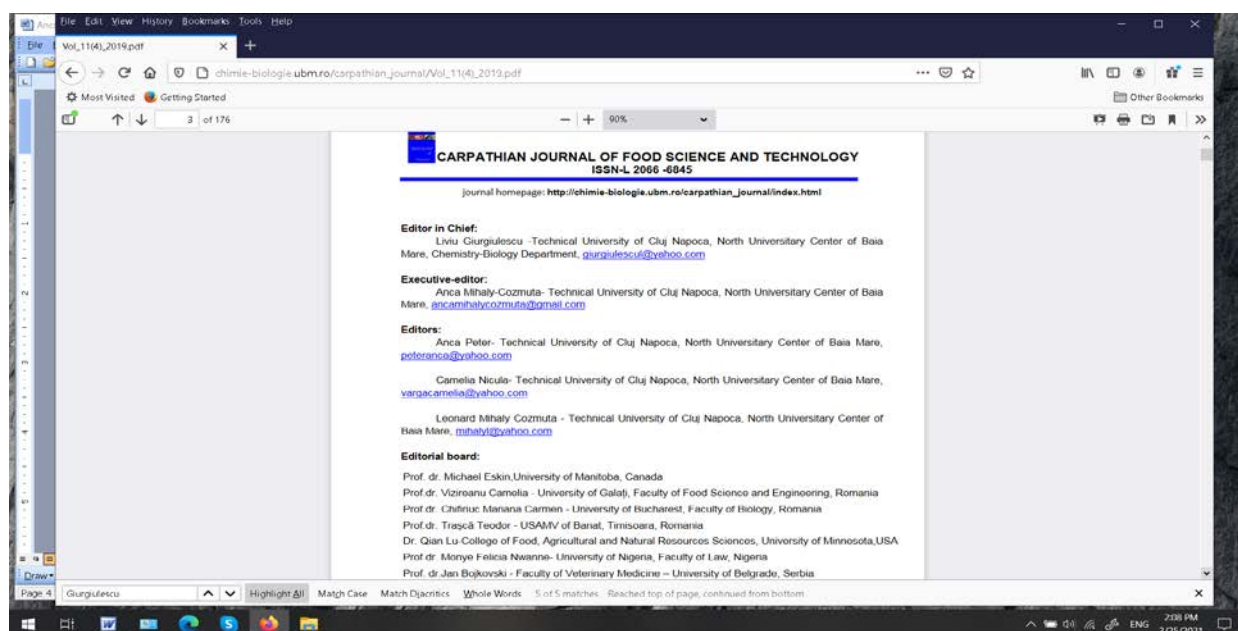 File Edit View History Bookmarks Tools Help
Vol_11(4)_2019.pdf
chimie-biologie.ubm.ro/carpathian_journal/Vol_11(4)_2019.pdf
Most Visited Getting Started Other Bookmarks
3 of 176 90%
CARPATHIAN JOURNAL OF FOOD SCIENCE AND TECHNOLOGY
ISSN-L 2066 -6845
journal homepage: http://chimie-biologie.ubm.ro/carpathian_journal/index.html
Editor in Chief:
Liviu Giurgiulescu -Technical University of Cluj Napoca, North Universitary Center of Baia
Mare, Chemistry-Biology Department, giurgiulescul@yahoo.com
Executive-editor:
Anca Mihaly-Cozmuta- Technical University of Cluj Napoca, North Universitary Center of Baia
Mare, ancamihalycozmuta@gmail.com
Editors:
Anca Peter- Technical University of Cluj Napoca, North Universitary Center of Baia Mare,
peteranca@yahoo.com
Camelia Nicula- Technical University of Cluj Napoca, North Universitary Center of Baia Mare,
vargacamelia@yahoo.com
Leonard Mihaly Cozmuta - Technical University of Cluj Napoca, North Universitary Center of
Baia Mare, mihalyl@yahoo.com
Editorial board:
Prof. dr. Michael Eskin,University of Manitoba, Canada
Prof.dr. Vizireanu Camelia - University of Galați, Faculty of Food Science and Engineering, Romania
Prof.dr. Chifiriuc Mariana Carmen - University of Bucharest, Faculty of Biology, Romania
Prof.dr. Trașcă Teodor - USAMV of Banat, Timisoara, Romania
Dr. Qian Lu-College of Food, Agricultural and Natural Resources Sciences, University of Minnesota,USA
Prof.dr. Monye Felicia Nwanne- University of Nigeria, Faculty of Law, Nigeria
Prof. dr.Jan Bojkovski - Faculty of Veterinary Medicine – University of Belgrade, Serbia
Draw
Page 4 Giurgiulescu Highlight All Match Case Match Diacritics Whole Words 5 of 5 matches Reached top of page, continued from bottom
ENG 2:08 PM